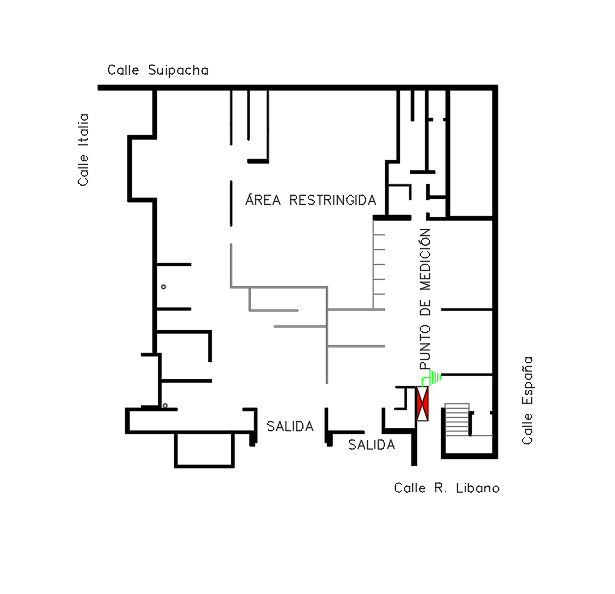 Calle Suipacha
Calle Italia
ÁREA RESTRINGIDA
PUNTO DE MEDICIÓN
Calle España
SALIDA
SALIDA
Calle R. Libano